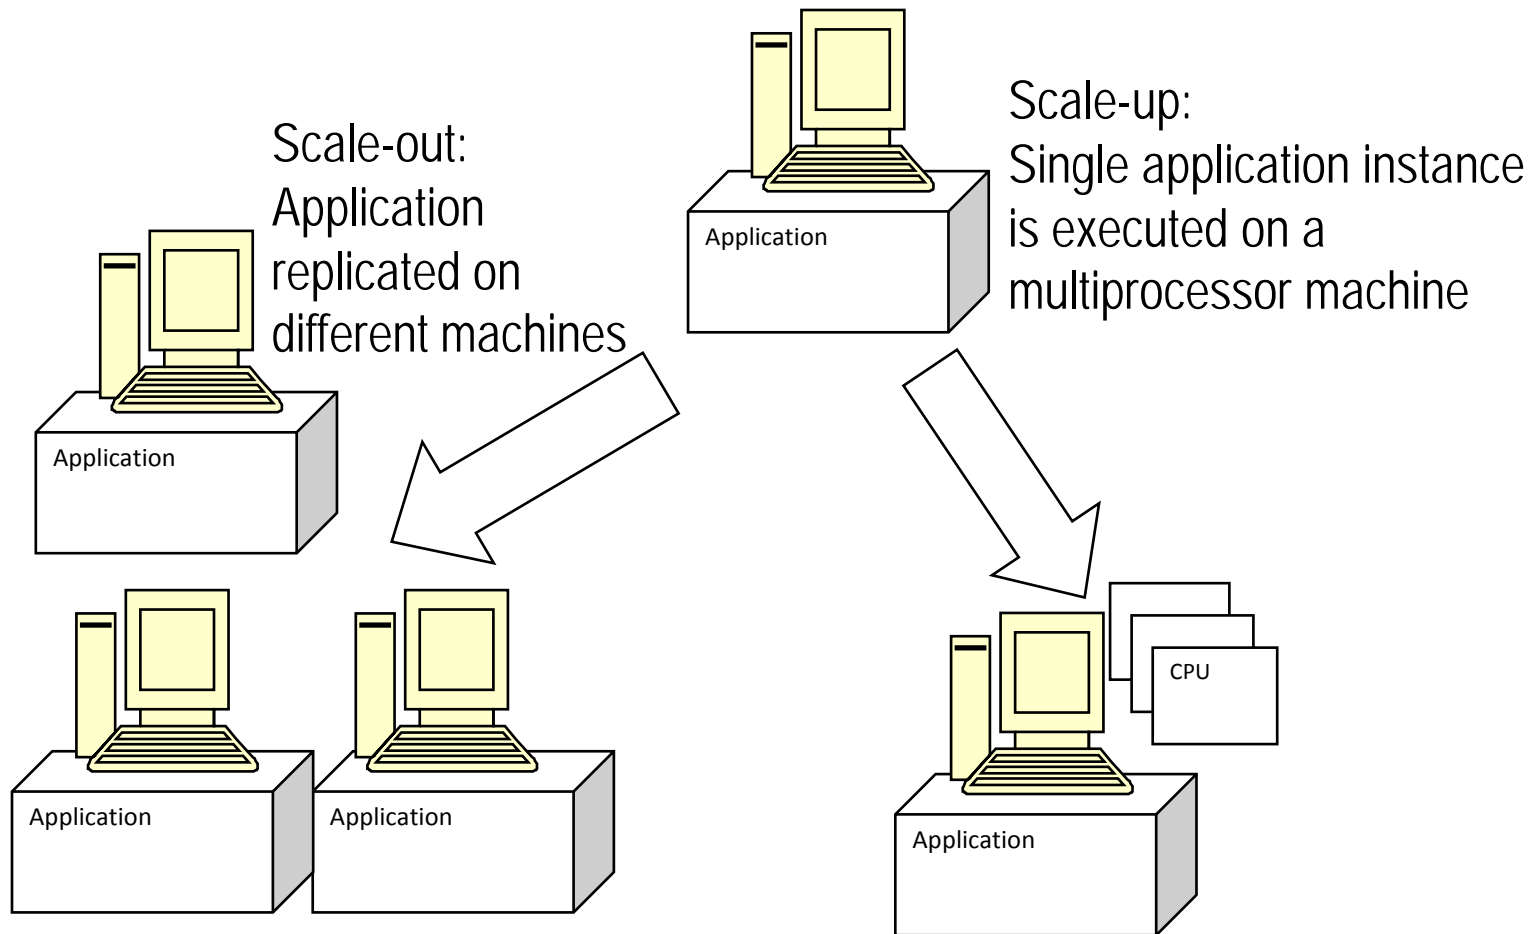 Scale-out:
Application
replicated on
different machines
Scale-up:
Single application instance
is executed on a
multiprocessor machine
Application
Application
Application
Application
CPU
Application